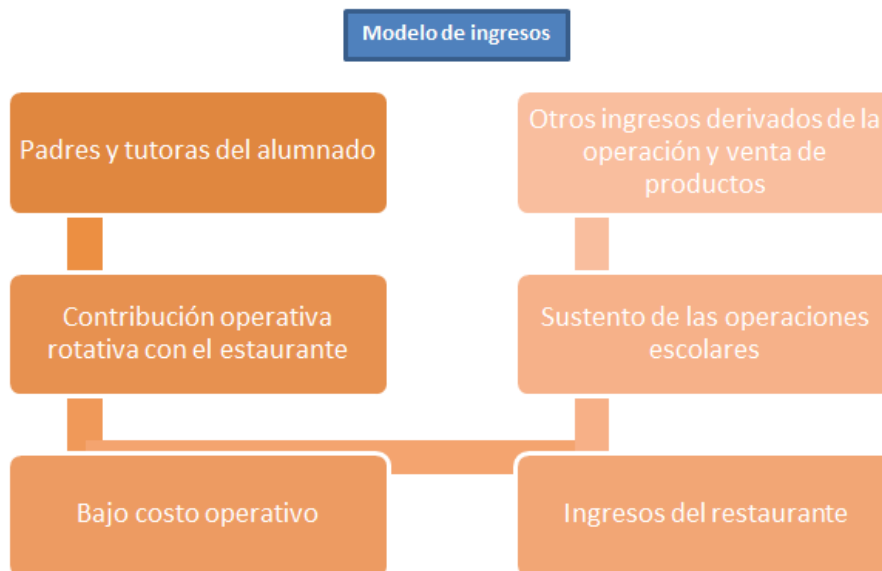 Modelo de ingresos
Padres y tutoras del alumnado
Contribución operativa
rotativa con el estaurante
Bajo costo operativo
Ingresos del restaurante
Sustento de las operaciones
escolares
Otros ingresos derivados de la
operación y venta de
productos